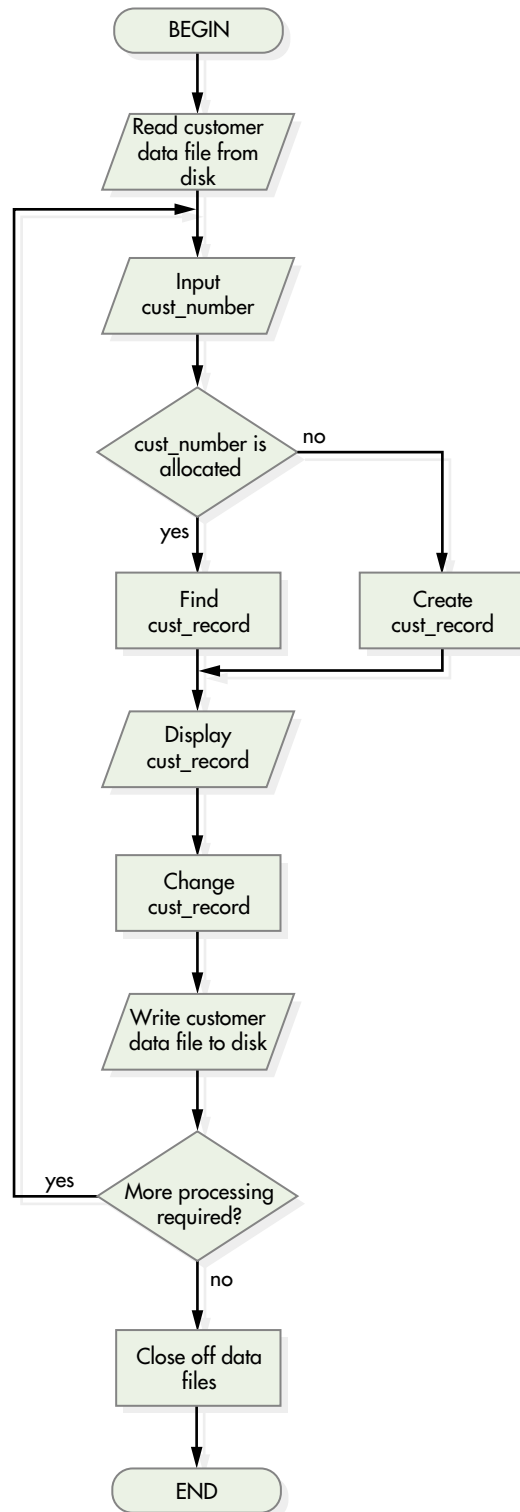 BEGIN
Read customer
data file from
disk
Input
cust_number
cust_number is
allocated
no
yes
Find
cust_record
Create
cust_record
Display
cust_record
Change
cust_record
Write customer
data file to disk
yes
More processing
required?
no
Close off data
files
END